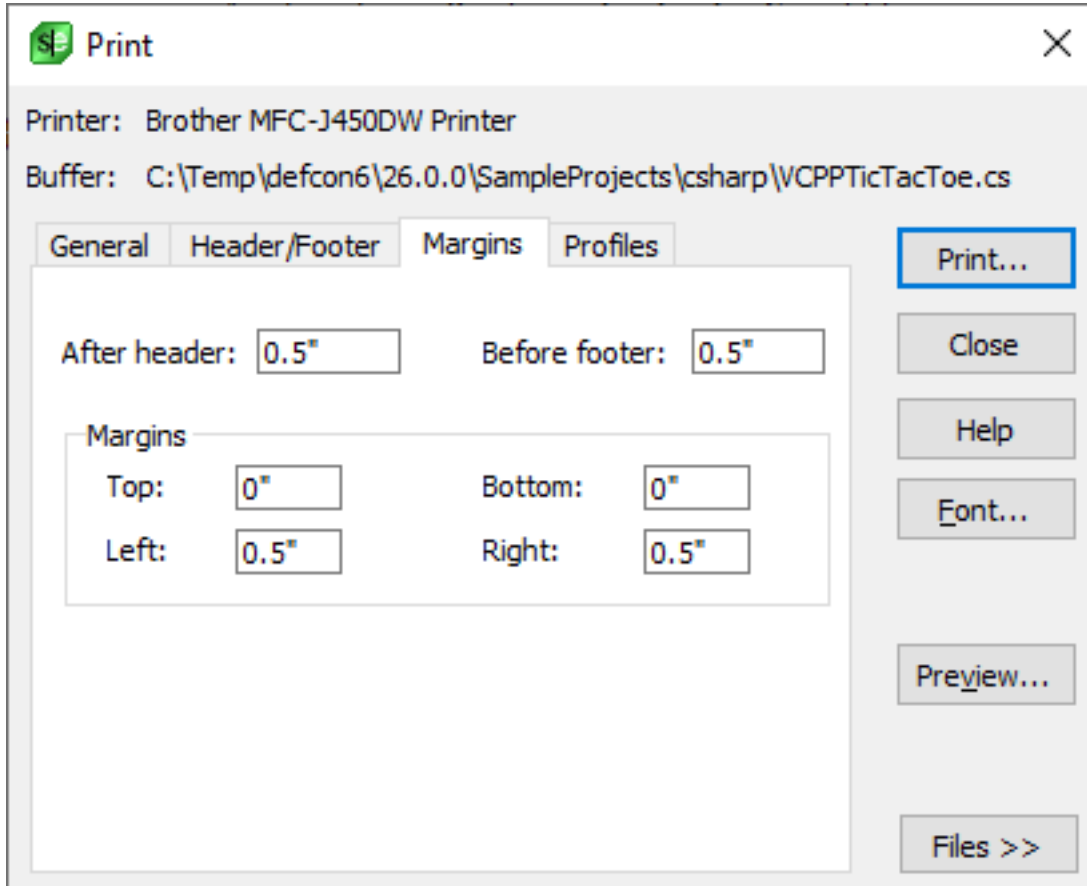 Print
Printer: Brother MFC-J450DW Printer
Buffer: C:\Temp\defcon6\26.0.0\SampleProjects\csharp\VCPPTicTacToe.cs
General Header/Footer Margins Profiles
Print...
After header: 0.5" Before footer: 0.5"
Close
Margins
Help
Top: 0" Bottom: 0"
Font...
Left: 0.5" Right: 0.5"
Preview...
Files >>